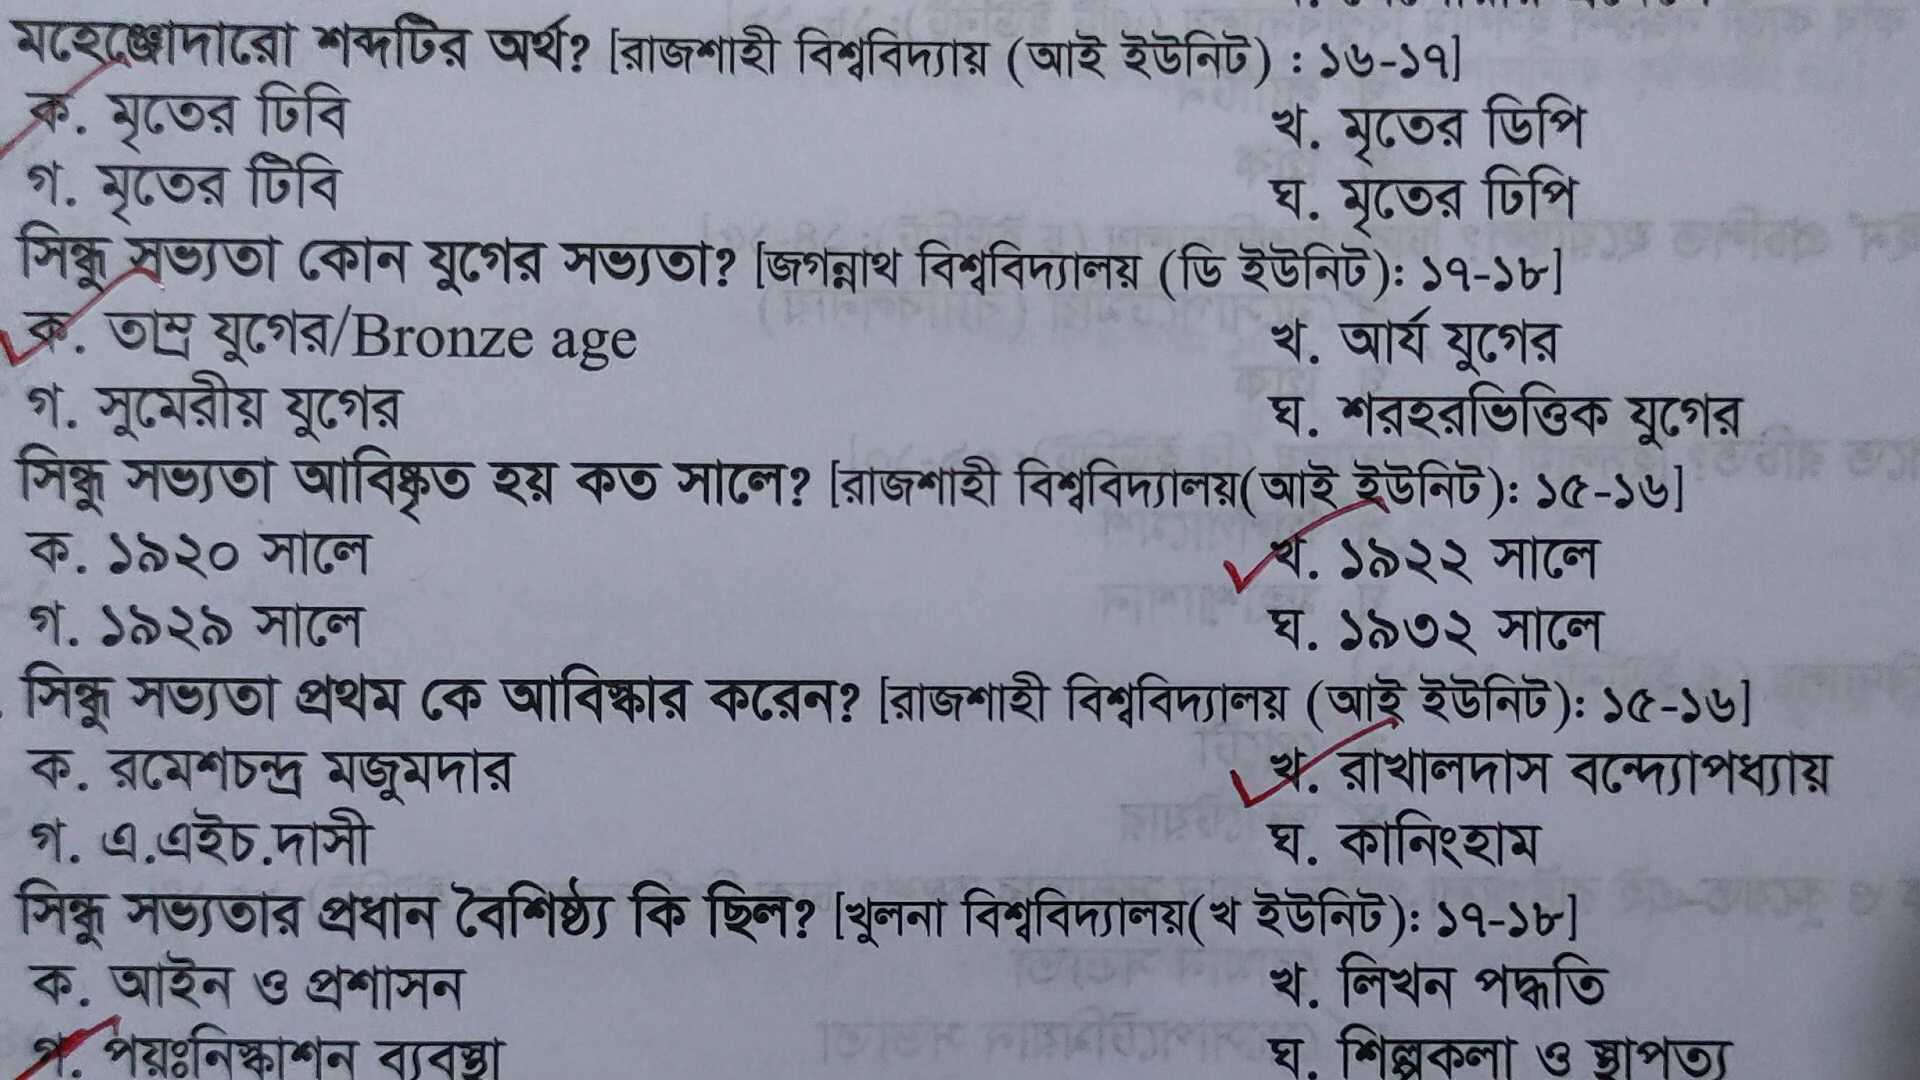 মহেঞ্জোদারো শব্দটির অর্থ? [রাজশাহী বিশ্ববিদ্যায় (আই ইউনিট) : ১৬-১৭]
ক. মৃতের ঢিবি খ. মৃতের ডিপি
গ. মৃতের টিবি ঘ. মৃতের ঢিপি
সিন্ধু সভ্যতা কোন যুগের সভ্যতা? [জগন্নাথ বিশ্ববিদ্যালয় (ডি ইউনিট): ১৭-১৮]
ক. তাম্র যুগের/Bronze age খ. আর্য যুগের
গ. সুমেরীয় যুগের ঘ. শরহরভিত্তিক যুগের
সিন্ধু সভ্যতা আবিষ্কৃত হয় কত সালে? [রাজশাহী বিশ্ববিদ্যালয়(আই ইউনিট): ১৫-১৬]
ক. ১৯২০ সালে খ. ১৯২২ সালে
গ. ১৯২৯ সালে ঘ. ১৯৩২ সালে
সিন্ধু সভ্যতা প্রথম কে আবিষ্কার করেন? [রাজশাহী বিশ্ববিদ্যালয় (আই ইউনিট): ১৫-১৬]
ক. রমেশচন্দ্র মজুমদার খ. রাখালদাস বন্দ্যোপধ্যায়
গ. এ.এইচ.দাসী ঘ. কানিংহাম
সিন্ধু সভ্যতার প্রধান বৈশিষ্ঠ্য কি ছিল? [খুলনা বিশ্ববিদ্যালয়(খ ইউনিট): ১৭-১৮]
ক. আইন ও প্রশাসন খ. লিখন পদ্ধতি
গ. পয়ঃনিষ্কাশন ব্যবস্থা ঘ. শিল্পকলা ও স্থাপত্য